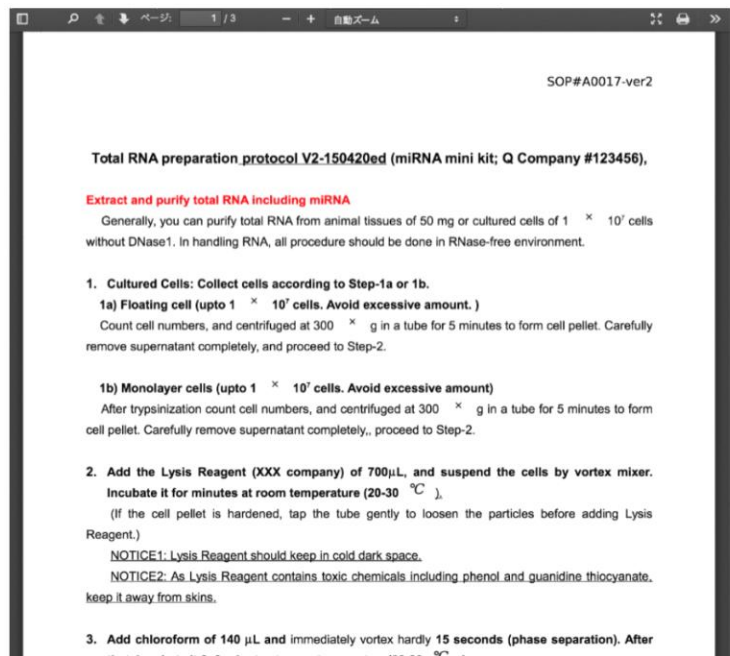 ページ: 1 / 3 − + 自動ズーム
SOP#A0017-ver2
Total RNA preparation protocol V2-150420ed (miRNA mini kit; Q Company #123456),
Extract and purify total RNA including miRNA
Generally, you can purify total RNA from animal tissues of 50 mg or cultured cells of 1 × 10⁷ cells
without DNase1. In handling RNA, all procedure should be done in RNase-free environment.
1. Cultured Cells: Collect cells according to Step-1a or 1b.
1a) Floating cell (upto 1 × 10⁷ cells. Avoid excessive amount. )
Count cell numbers, and centrifuged at 300 × g in a tube for 5 minutes to form cell pellet. Carefully
remove supernatant completely, and proceed to Step-2.
1b) Monolayer cells (upto 1 × 10⁷ cells. Avoid excessive amount)
After trypsinization count cell numbers, and centrifuged at 300 × g in a tube for 5 minutes to form
cell pellet. Carefully remove supernatant completely,, proceed to Step-2.
2. Add the Lysis Reagent (XXX company) of 700µL, and suspend the cells by vortex mixer.
Incubate it for minutes at room temperature (20-30 ℃ ).
(If the cell pellet is hardened, tap the tube gently to loosen the particles before adding Lysis
Reagent.)
NOTICE1: Lysis Reagent should keep in cold dark space.
NOTICE2: As Lysis Reagent contains toxic chemicals including phenol and guanidine thiocyanate,
keep it away from skins.
3. Add chloroform of 140 µL and immediately vortex hardly 15 seconds (phase separation). After